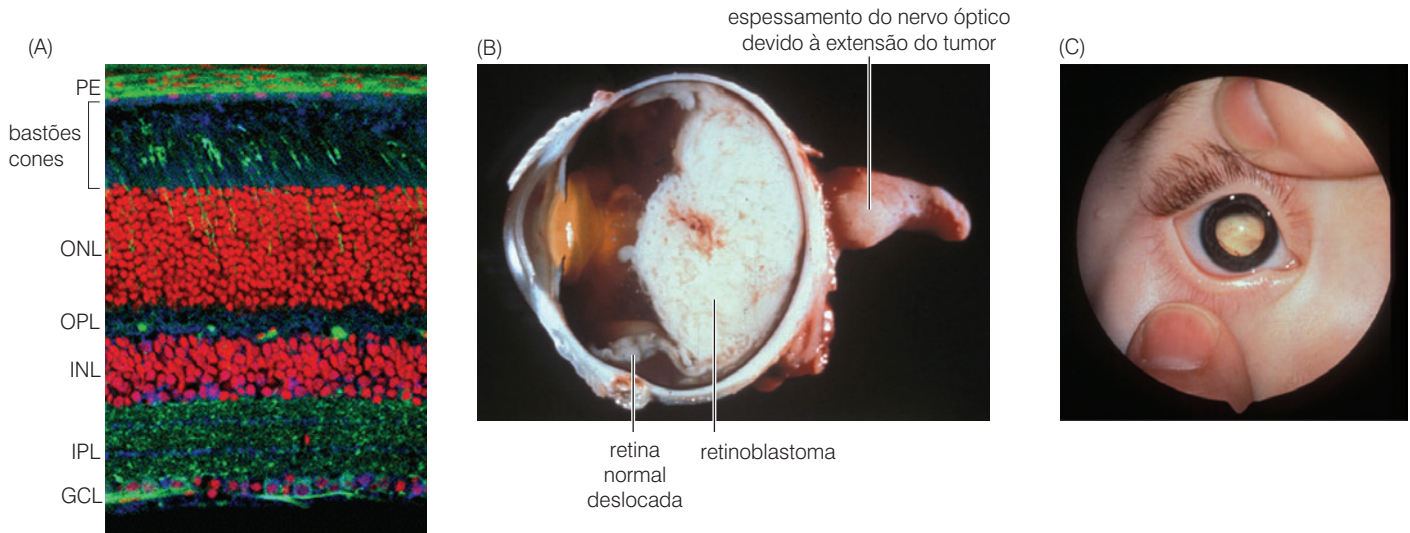 (A)
PE
bastões
cones
ONL
OPL
INL
IPL
GCL
(B)
espessamento do nervo óptico
devido à extensão do tumor
retina
normal
deslocada
retinoblastoma
(C)